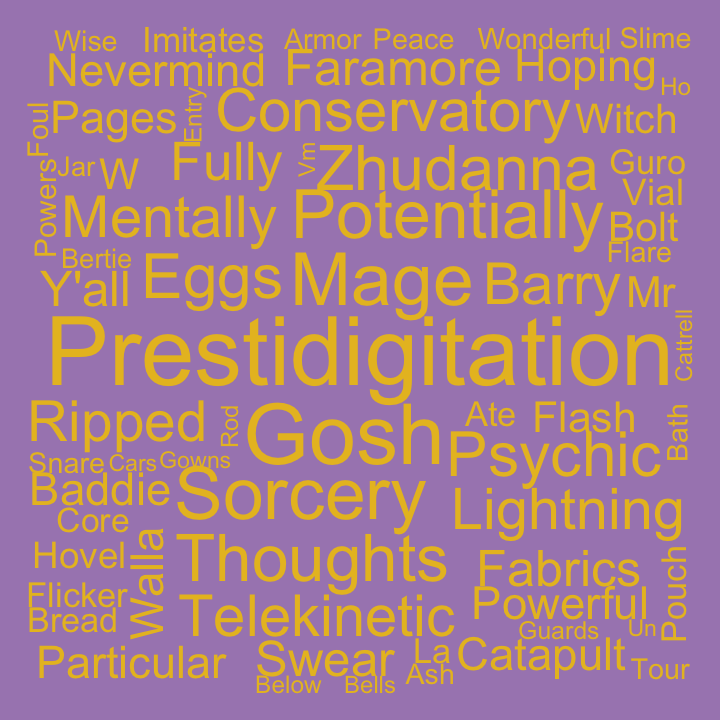 Wise Imitates Armor Peace Wonderful Slime
Nevermind Faramore Hoping Ho
Foul Pages Entry Conservatory Witch
Jar W Fully Vm Zhudanna Guro
Powers Mentally Potentially Vial Bolt
Bertie Flare
Y'all Eggs Mage Barry Mr
Prestidigitation Cattrell
Ripped Rod Gosh Ate Flash Bath
Snare Cars Gowns Psychic
Baddie Sorcery Lightning
Core
Hovel Walla Thoughts Fabrics Pouch
Flicker Telekinetic Powerful
Bread Guards Un
Particular Swear La Catapult Tour
Below Bells Ash